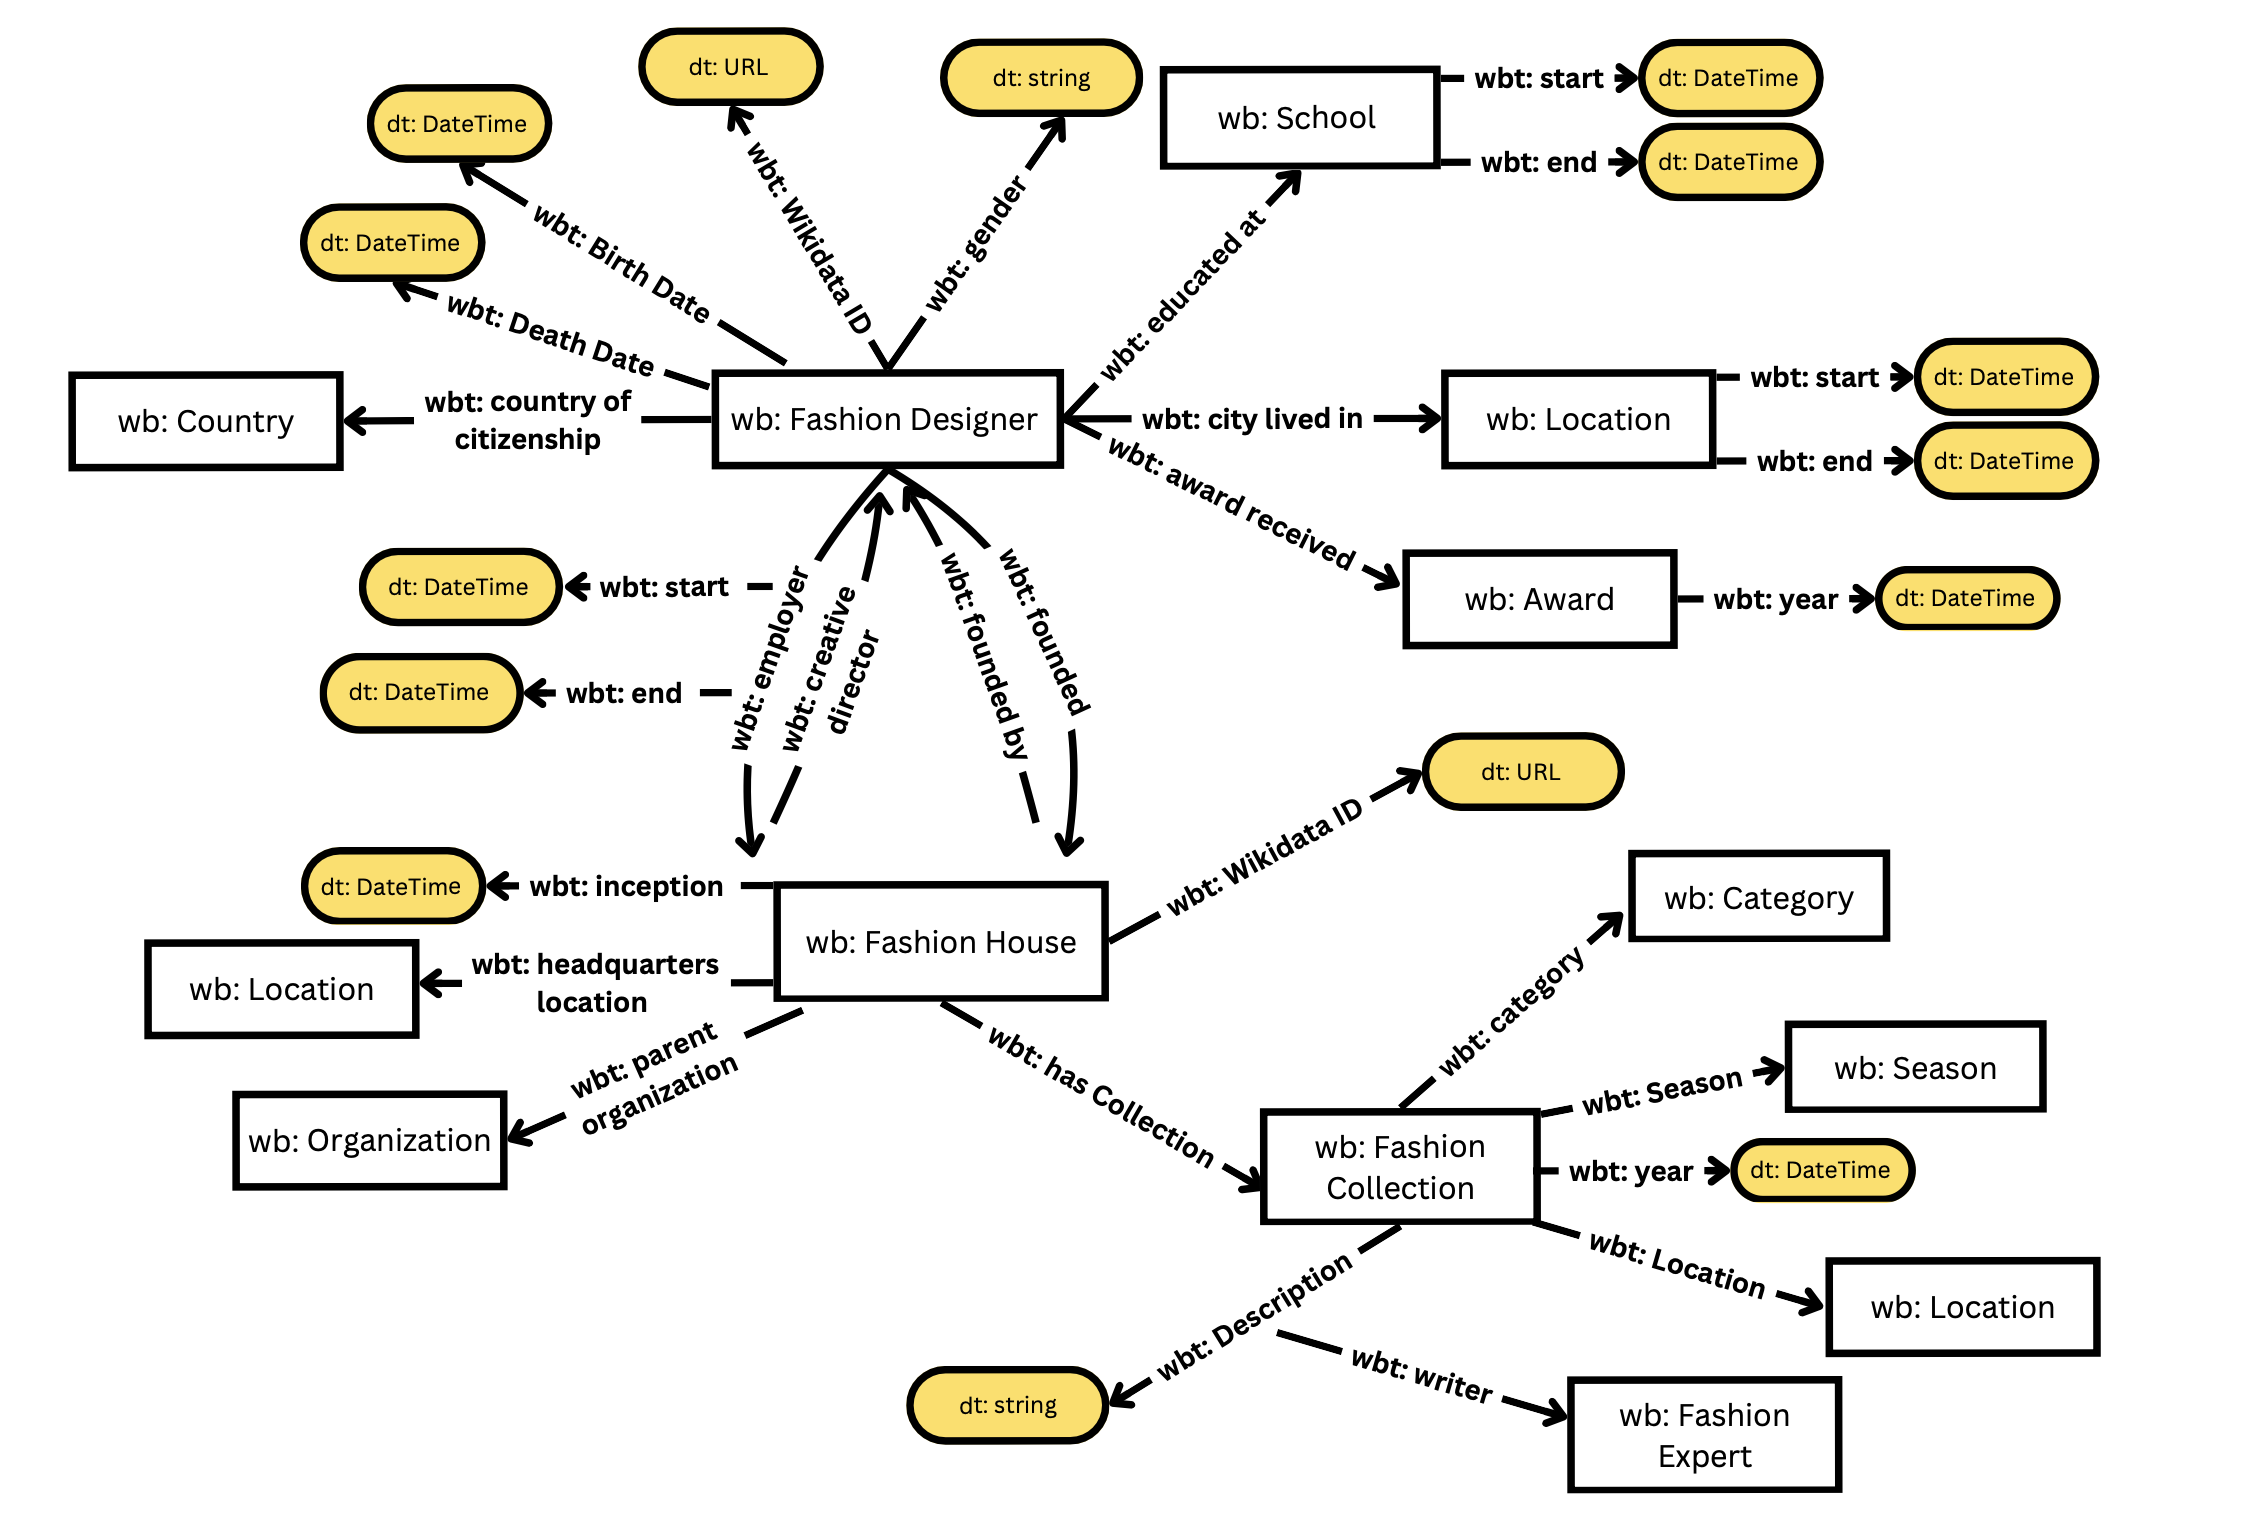 dt: URL
dt: string
wb: School
wbt: start
dt: DateTime
wbt: end
dt: DateTime
dt: DateTime
wbt: Birth Date
wbt: Wikidata ID
wbt: gender
wbt: educated at
dt: DateTime
wbt: Death Date
wb: Country
wbt: country of
citizenship
wb: Fashion Designer
wbt: city lived in
wb: Location
wbt: start
dt: DateTime
wbt: end
dt: DateTime
wbt: award received
wb: Award
wbt: year
dt: DateTime
dt: DateTime
wbt: start
dt: DateTime
wbt: end
wbt: employer
wbt: creative
director
wbt: founded by
wbt: founded
dt: URL
wbt: Wikidata ID
dt: DateTime
wbt: inception
wb: Fashion House
wb: Location
wbt: headquarters
location
wbt: parent
organization
wb: Organization
wbt: has Collection
wb: Category
wbt: category
wb: Season
wbt: Season
wb: Fashion
Collection
wbt: year
dt: DateTime
wbt: Location
wb: Location
wbt: Description
dt: string
wbt: writer
wb: Fashion
Expert